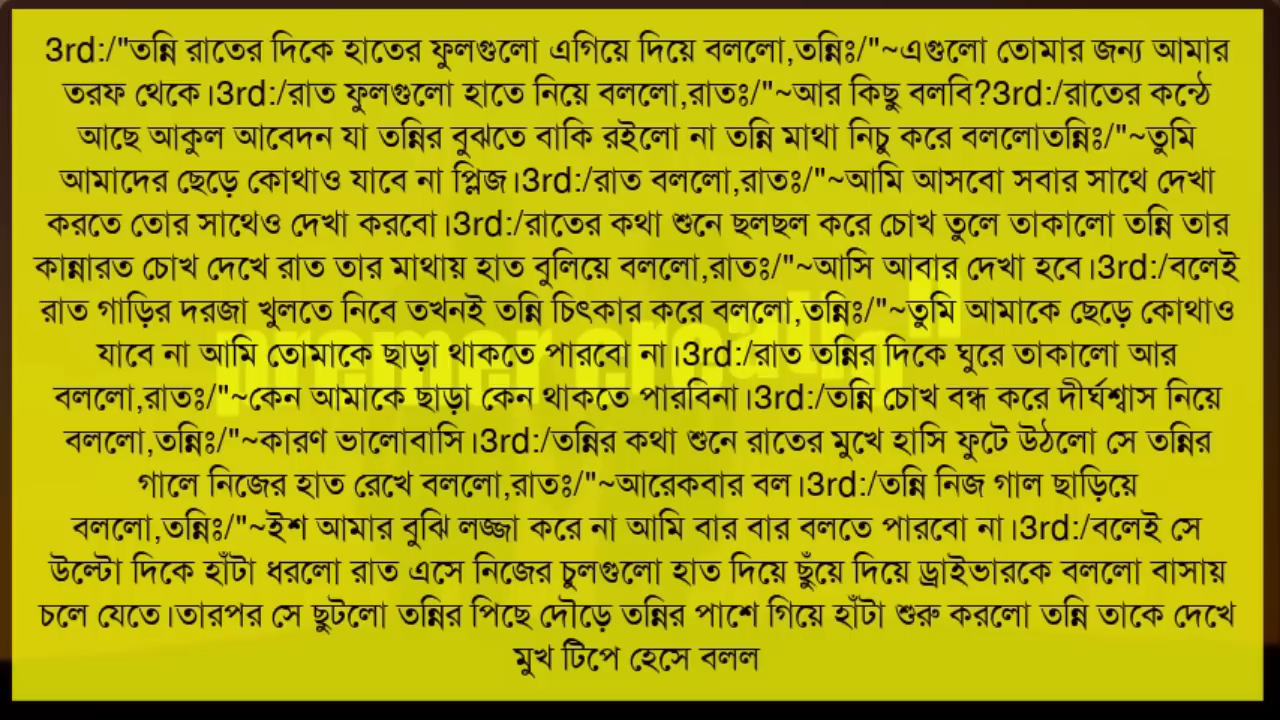 3rd:/"তন্নি রাতের দিকে হাতের ফুলগুলো এগিয়ে দিয়ে বললো,তন্নিঃ/"~এগুলো তোমার জন্য আমার
তরফ থেকে।3rd:/রাত ফুলগুলো হাতে নিয়ে বললো,রাতঃ/"~আর কিছু বলবি?3rd:/রাতের কন্ঠে
আছে আকুল আবেদন যা তন্নির বুঝতে বাকি রইলো না তন্নি মাথা নিচু করে বললোতন্নিঃ/"~তুমি
আমাদের ছেড়ে কোথাও যাবে না প্লিজ।3rd:/রাত বললো,রাতঃ/"~আমি আসবো সবার সাথে দেখা
করতে তোর সাথেও দেখা করবো।3rd:/রাতের কথা শুনে ছলছল করে চোখ তুলে তাকালো তন্নি তার
কান্নারত চোখ দেখে রাত তার মাথায় হাত বুলিয়ে বললো,রাতঃ/"~আসি আবার দেখা হবে।3rd:/বলেই
রাত গাড়ির দরজা খুলতে নিবে তখনই তন্নি চিৎকার করে বললো,তন্নিঃ/"~তুমি আমাকে ছেড়ে কোথাও
যাবে না আমি তোমাকে ছাড়া থাকতে পারবো না।3rd:/রাত তন্নির দিকে ঘুরে তাকালো আর
বললো,রাতঃ/"~কেন আমাকে ছাড়া কেন থাকতে পারবিনা।3rd:/তন্নি চোখ বন্ধ করে দীর্ঘশ্বাস নিয়ে
বললো,তন্নিঃ/"~কারণ ভালোবাসি।3rd:/তন্নির কথা শুনে রাতের মুখে হাসি ফুটে উঠলো সে তন্নির
গালে নিজের হাত রেখে বললো,রাতঃ/"~আরেকবার বল।3rd:/তন্নি নিজ গাল ছাড়িয়ে
বললো,তন্নিঃ/"~ইশ আমার বুঝি লজ্জা করে না আমি বার বার বলতে পারবো না।3rd:/বলেই সে
উল্টো দিকে হাঁটা ধরলো রাত এসে নিজের চুলগুলো হাত দিয়ে ছুঁয়ে দিয়ে ড্রাইভারকে বললো বাসায়
চলে যেতে।তারপর সে ছুটলো তন্নির পিছে দৌড়ে তন্নির পাশে গিয়ে হাঁটা শুরু করলো তন্নি তাকে দেখে
মুখ টিপে হেসে বলল